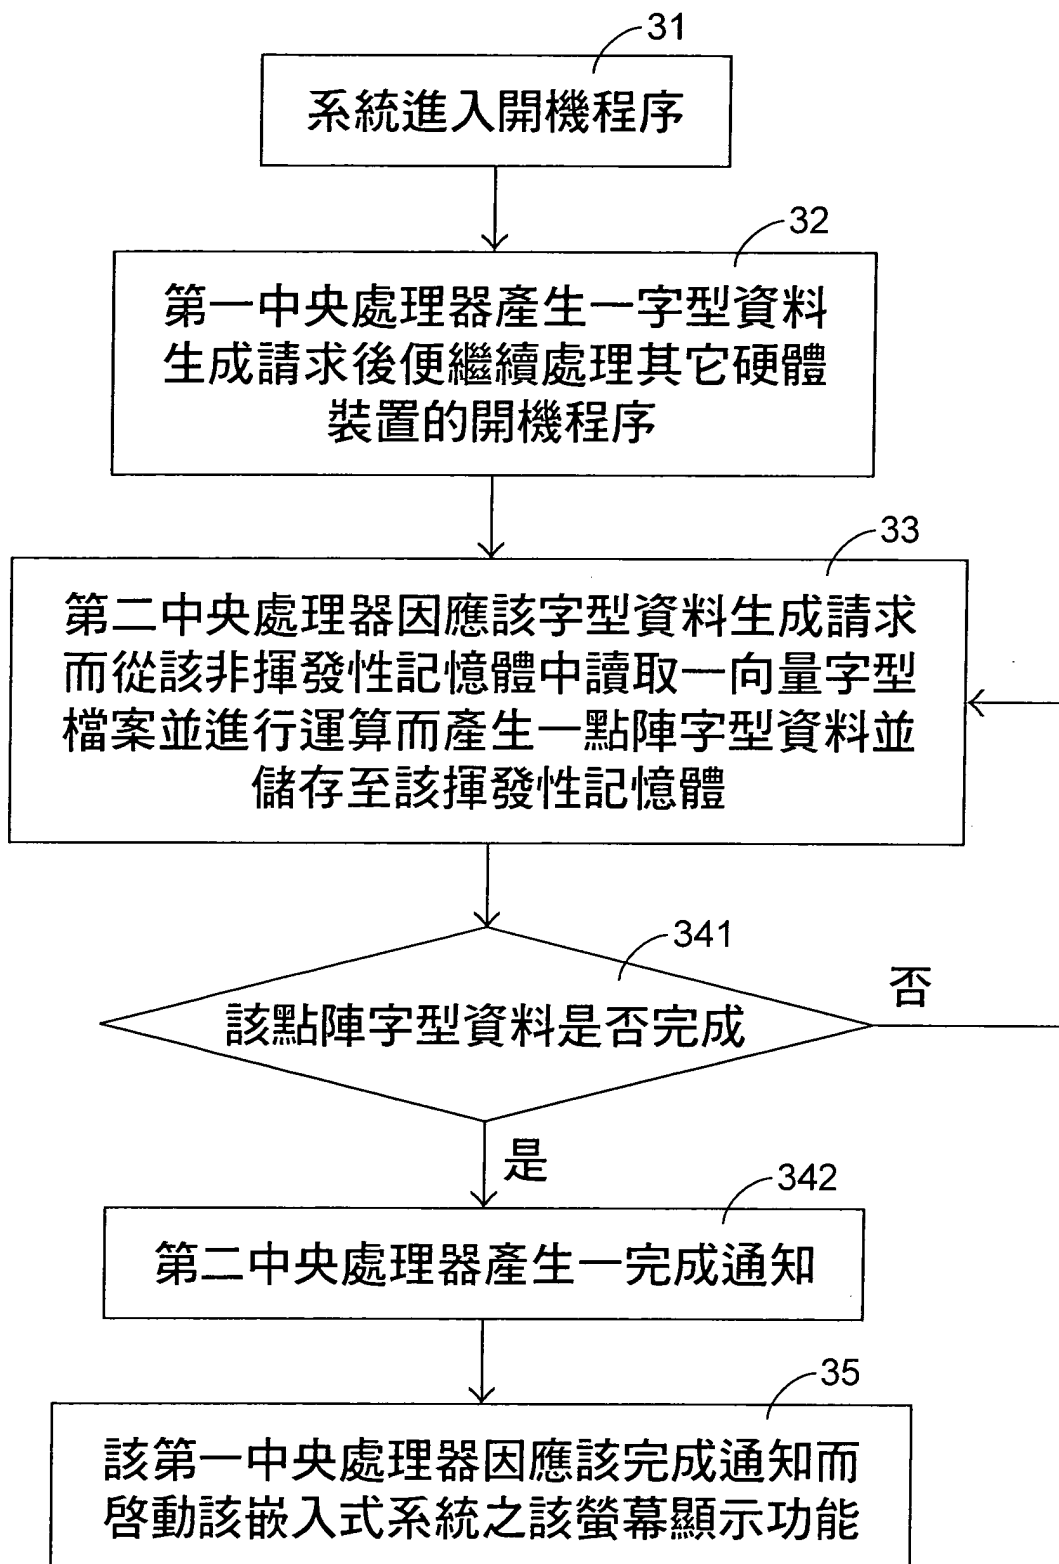 31
系統進入開機程序
32
第一中央處理器產生一字型資料
生成請求後便繼續處理其它硬體
裝置的開機程序
33
第二中央處理器因應該字型資料生成請求
而從該非揮發性記憶體中讀取一向量字型
檔案並進行運算而產生一點陣字型資料並
儲存至該揮發性記憶體
341
該點陣字型資料是否完成
否
是
342
第二中央處理器產生一完成通知
35
該第一中央處理器因應該完成通知而
啓動該嵌入式系統之該螢幕顯示功能